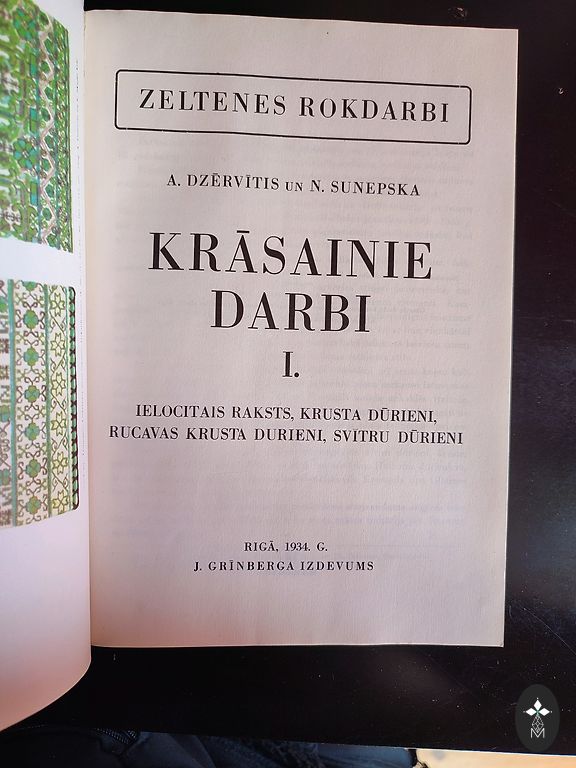 ZELTENES ROKDARBI
A. DZĒRVĪTIS UN N. SUNEPSKA
KRĀSAINIE
DARBI
I.
IELOCITAIS RAKSTS, KRUSTA DŪRIENI,
RUCAVAS KRUSTA DURIENI, SVĪTRU DŪRIENI
RIGĀ, 1934. G.
J. GRĪNBERGA IZDEVUMS
M